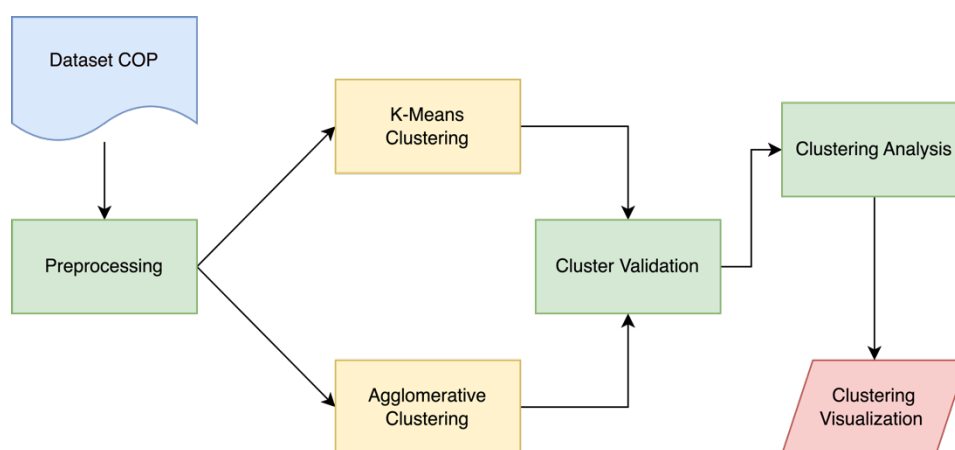 Dataset COP
Preprocessing
K-Means
Clustering
Agglomerative
Clustering
Cluster Validation
Clustering Analysis
Clustering
Visualization